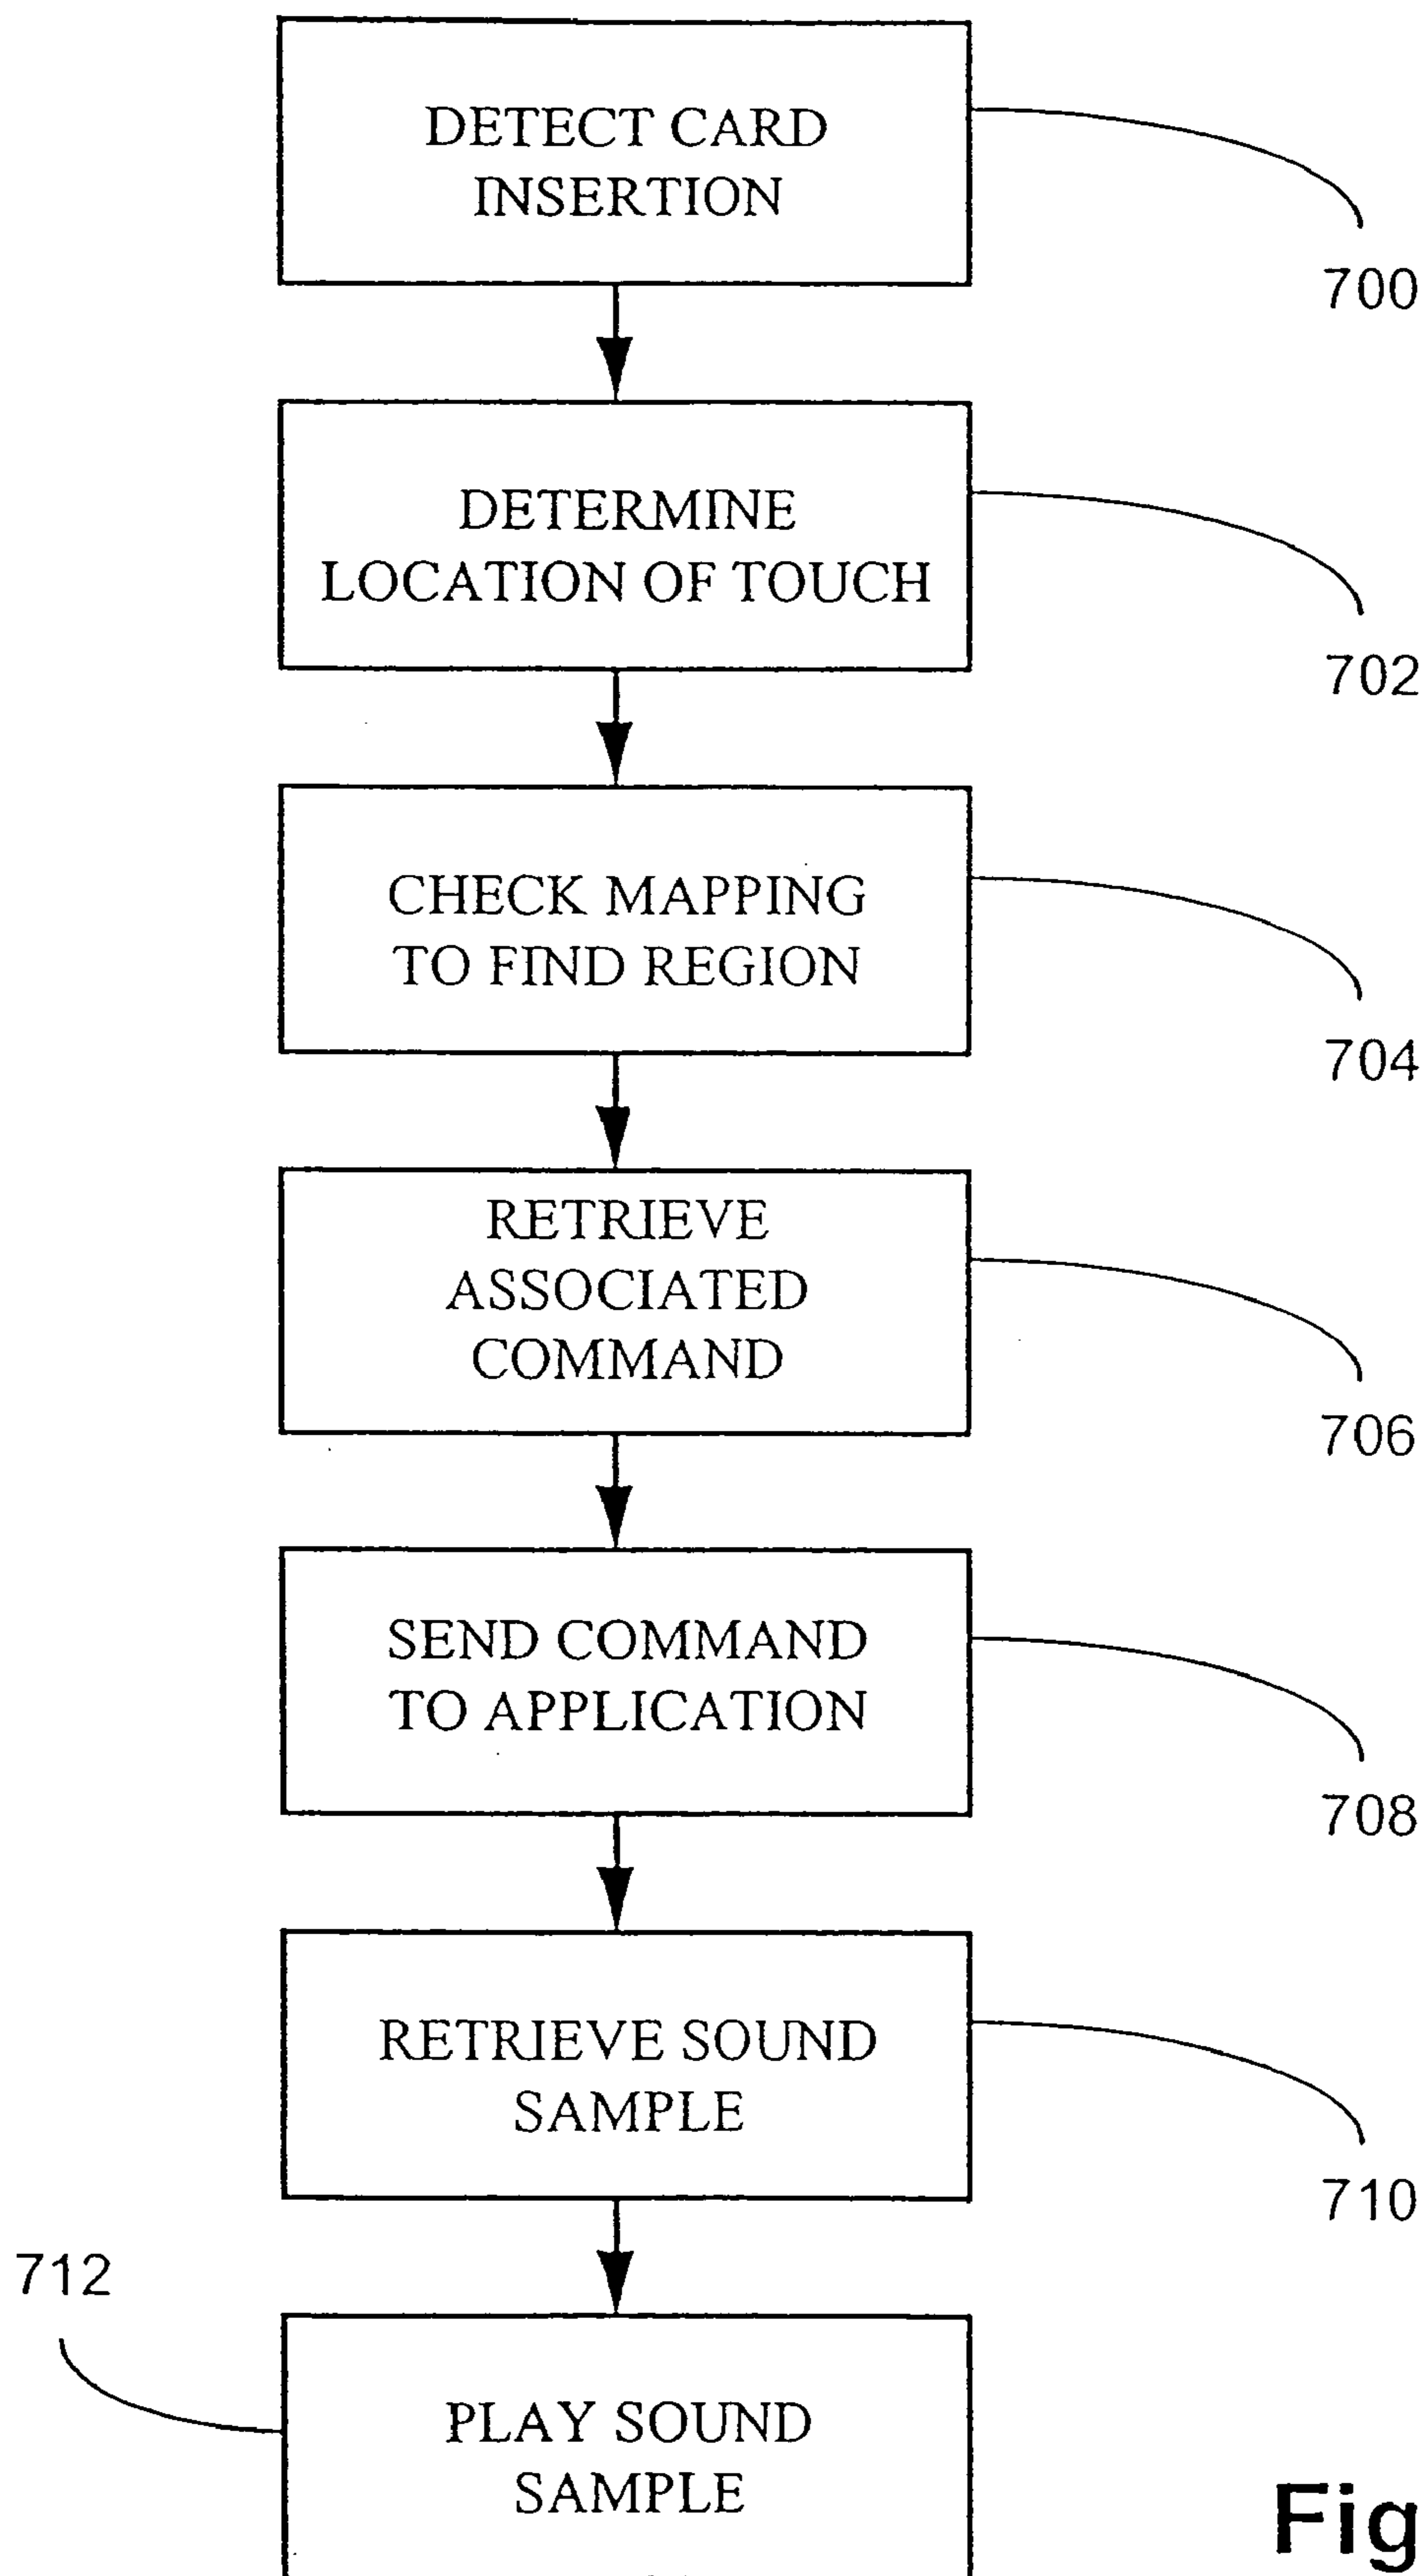 DETECT CARD
INSERTION
700
DETERMINE
LOCATION OF TOUCH
702
CHECK MAPPING
TO FIND REGION
704
RETRIEVE
ASSOCIATED
COMMAND
706
SEND COMMAND
TO APPLICATION
708
RETRIEVE SOUND
SAMPLE
710
712
PLAY SOUND
SAMPLE
Fig